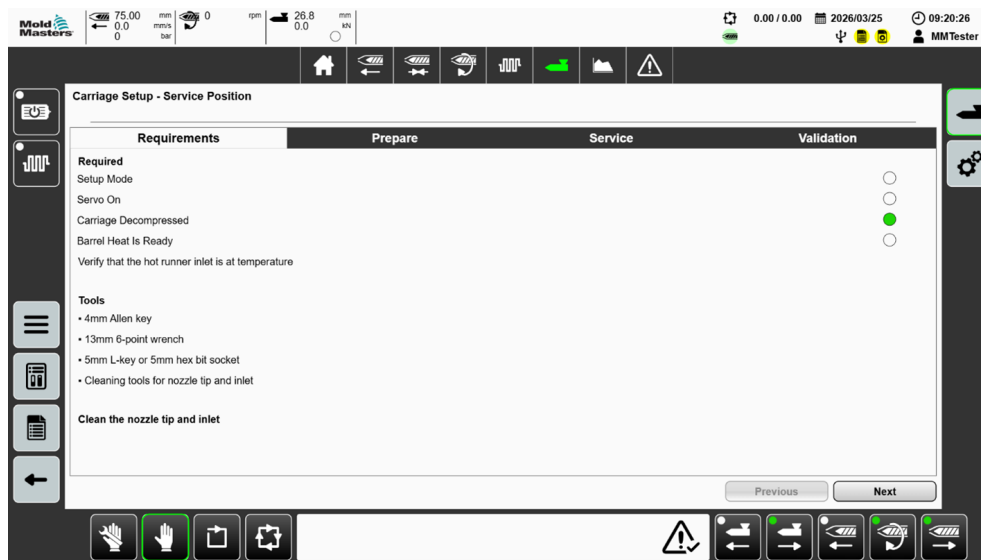 Mold
Masters
75.00 mm
0.0 mm/s
0 bar
0 rpm
26.8 mm
0.0 kN
0.00 / 0.00
2026/03/25
09:20:26
MMTester
Carriage Setup - Service Position
Requirements Prepare Service Validation
Required
Setup Mode
Servo On
Carriage Decompressed
Barrel Heat Is Ready
Verify that the hot runner inlet is at temperature
Tools
• 4mm Allen key
• 13mm 6-point wrench
• 5mm L-key or 5mm hex bit socket
• Cleaning tools for nozzle tip and inlet
Clean the nozzle tip and inlet
Previous Next